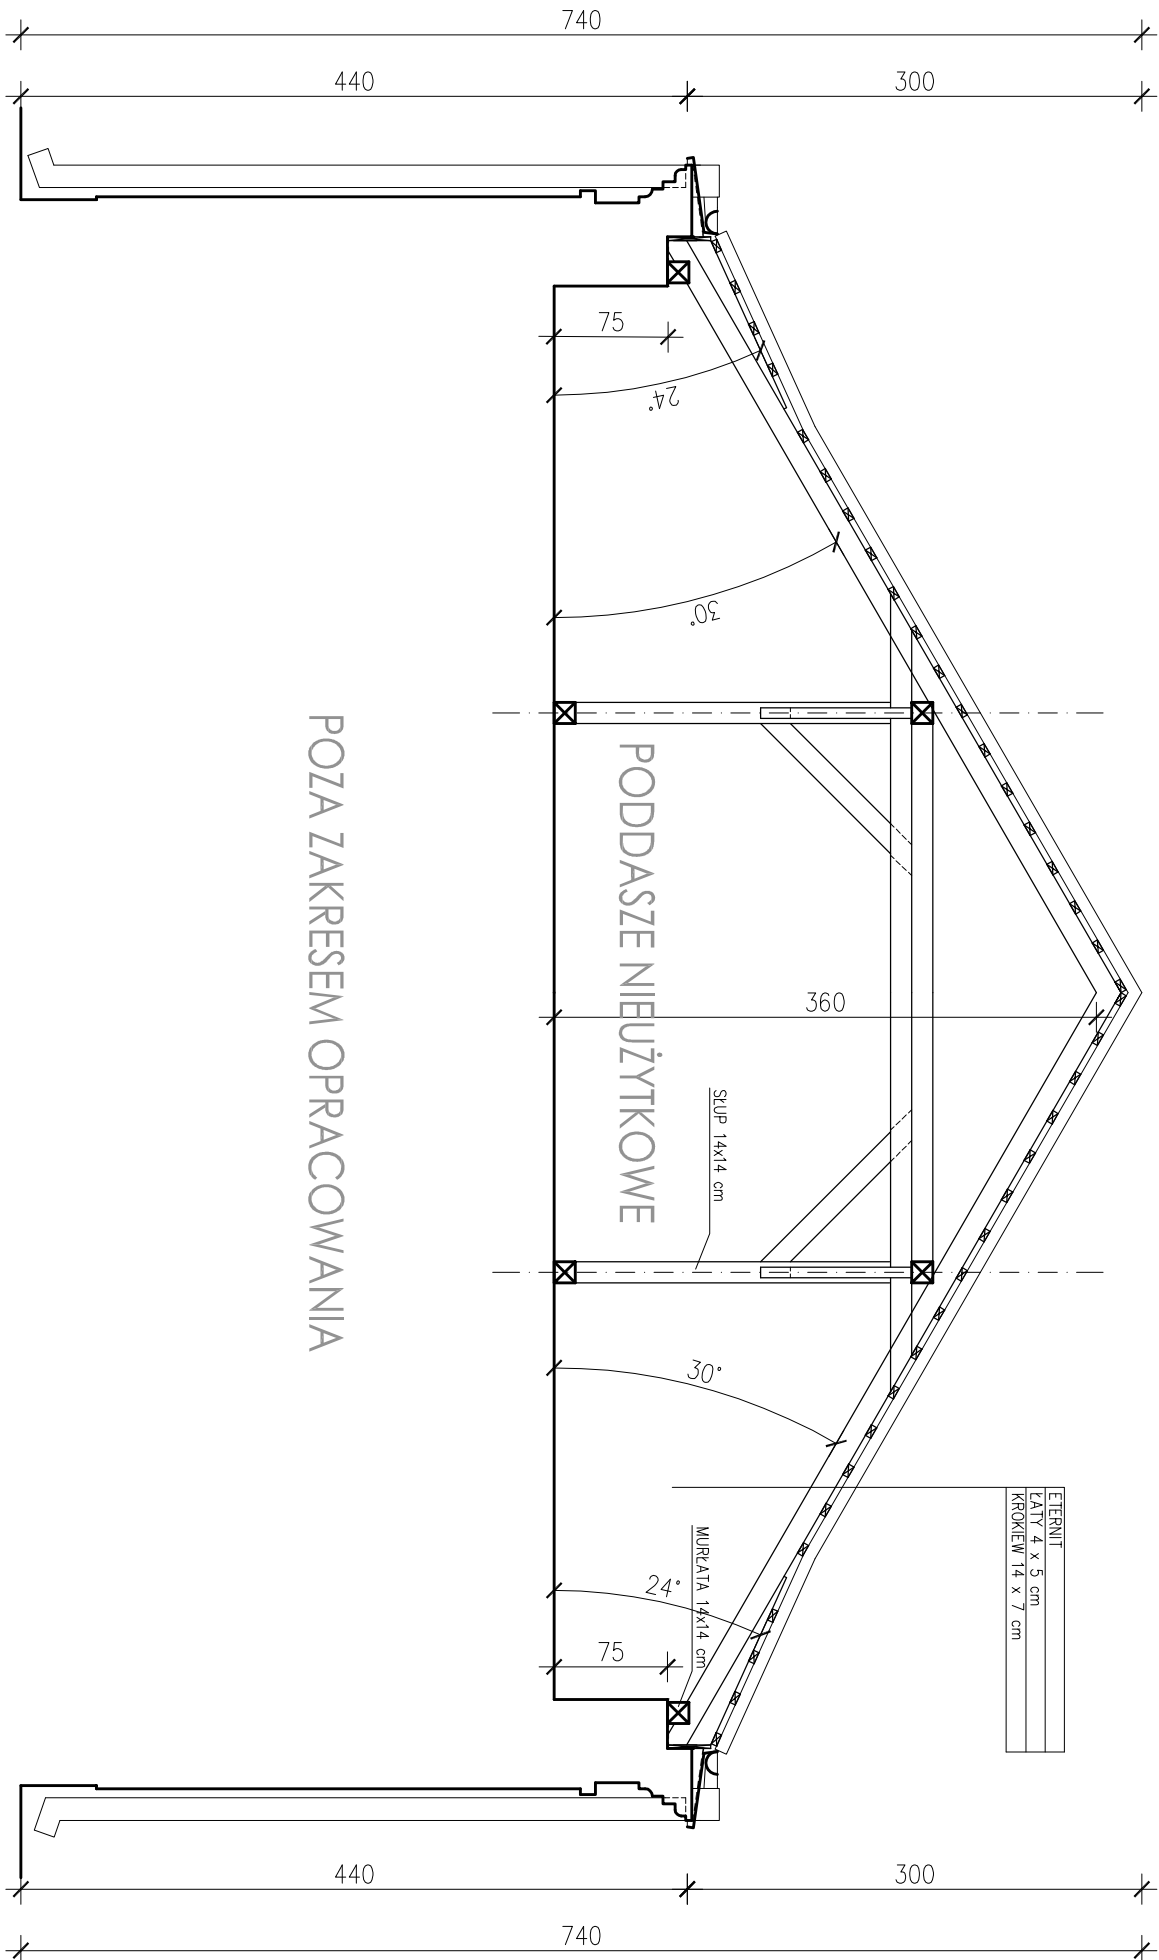 740
440
300
75
24°
30°
POZA ZAKRESEM OPRACOWANIA
PODDASZE NIEUŻYTKOWE
360
SŁUP 14x14 cm
30°
ETERNIT
ŁATY 4 x 5 cm
KROKIEW 14 x 7 cm
MURŁATA 14x14 cm
24°
75
440
300
740